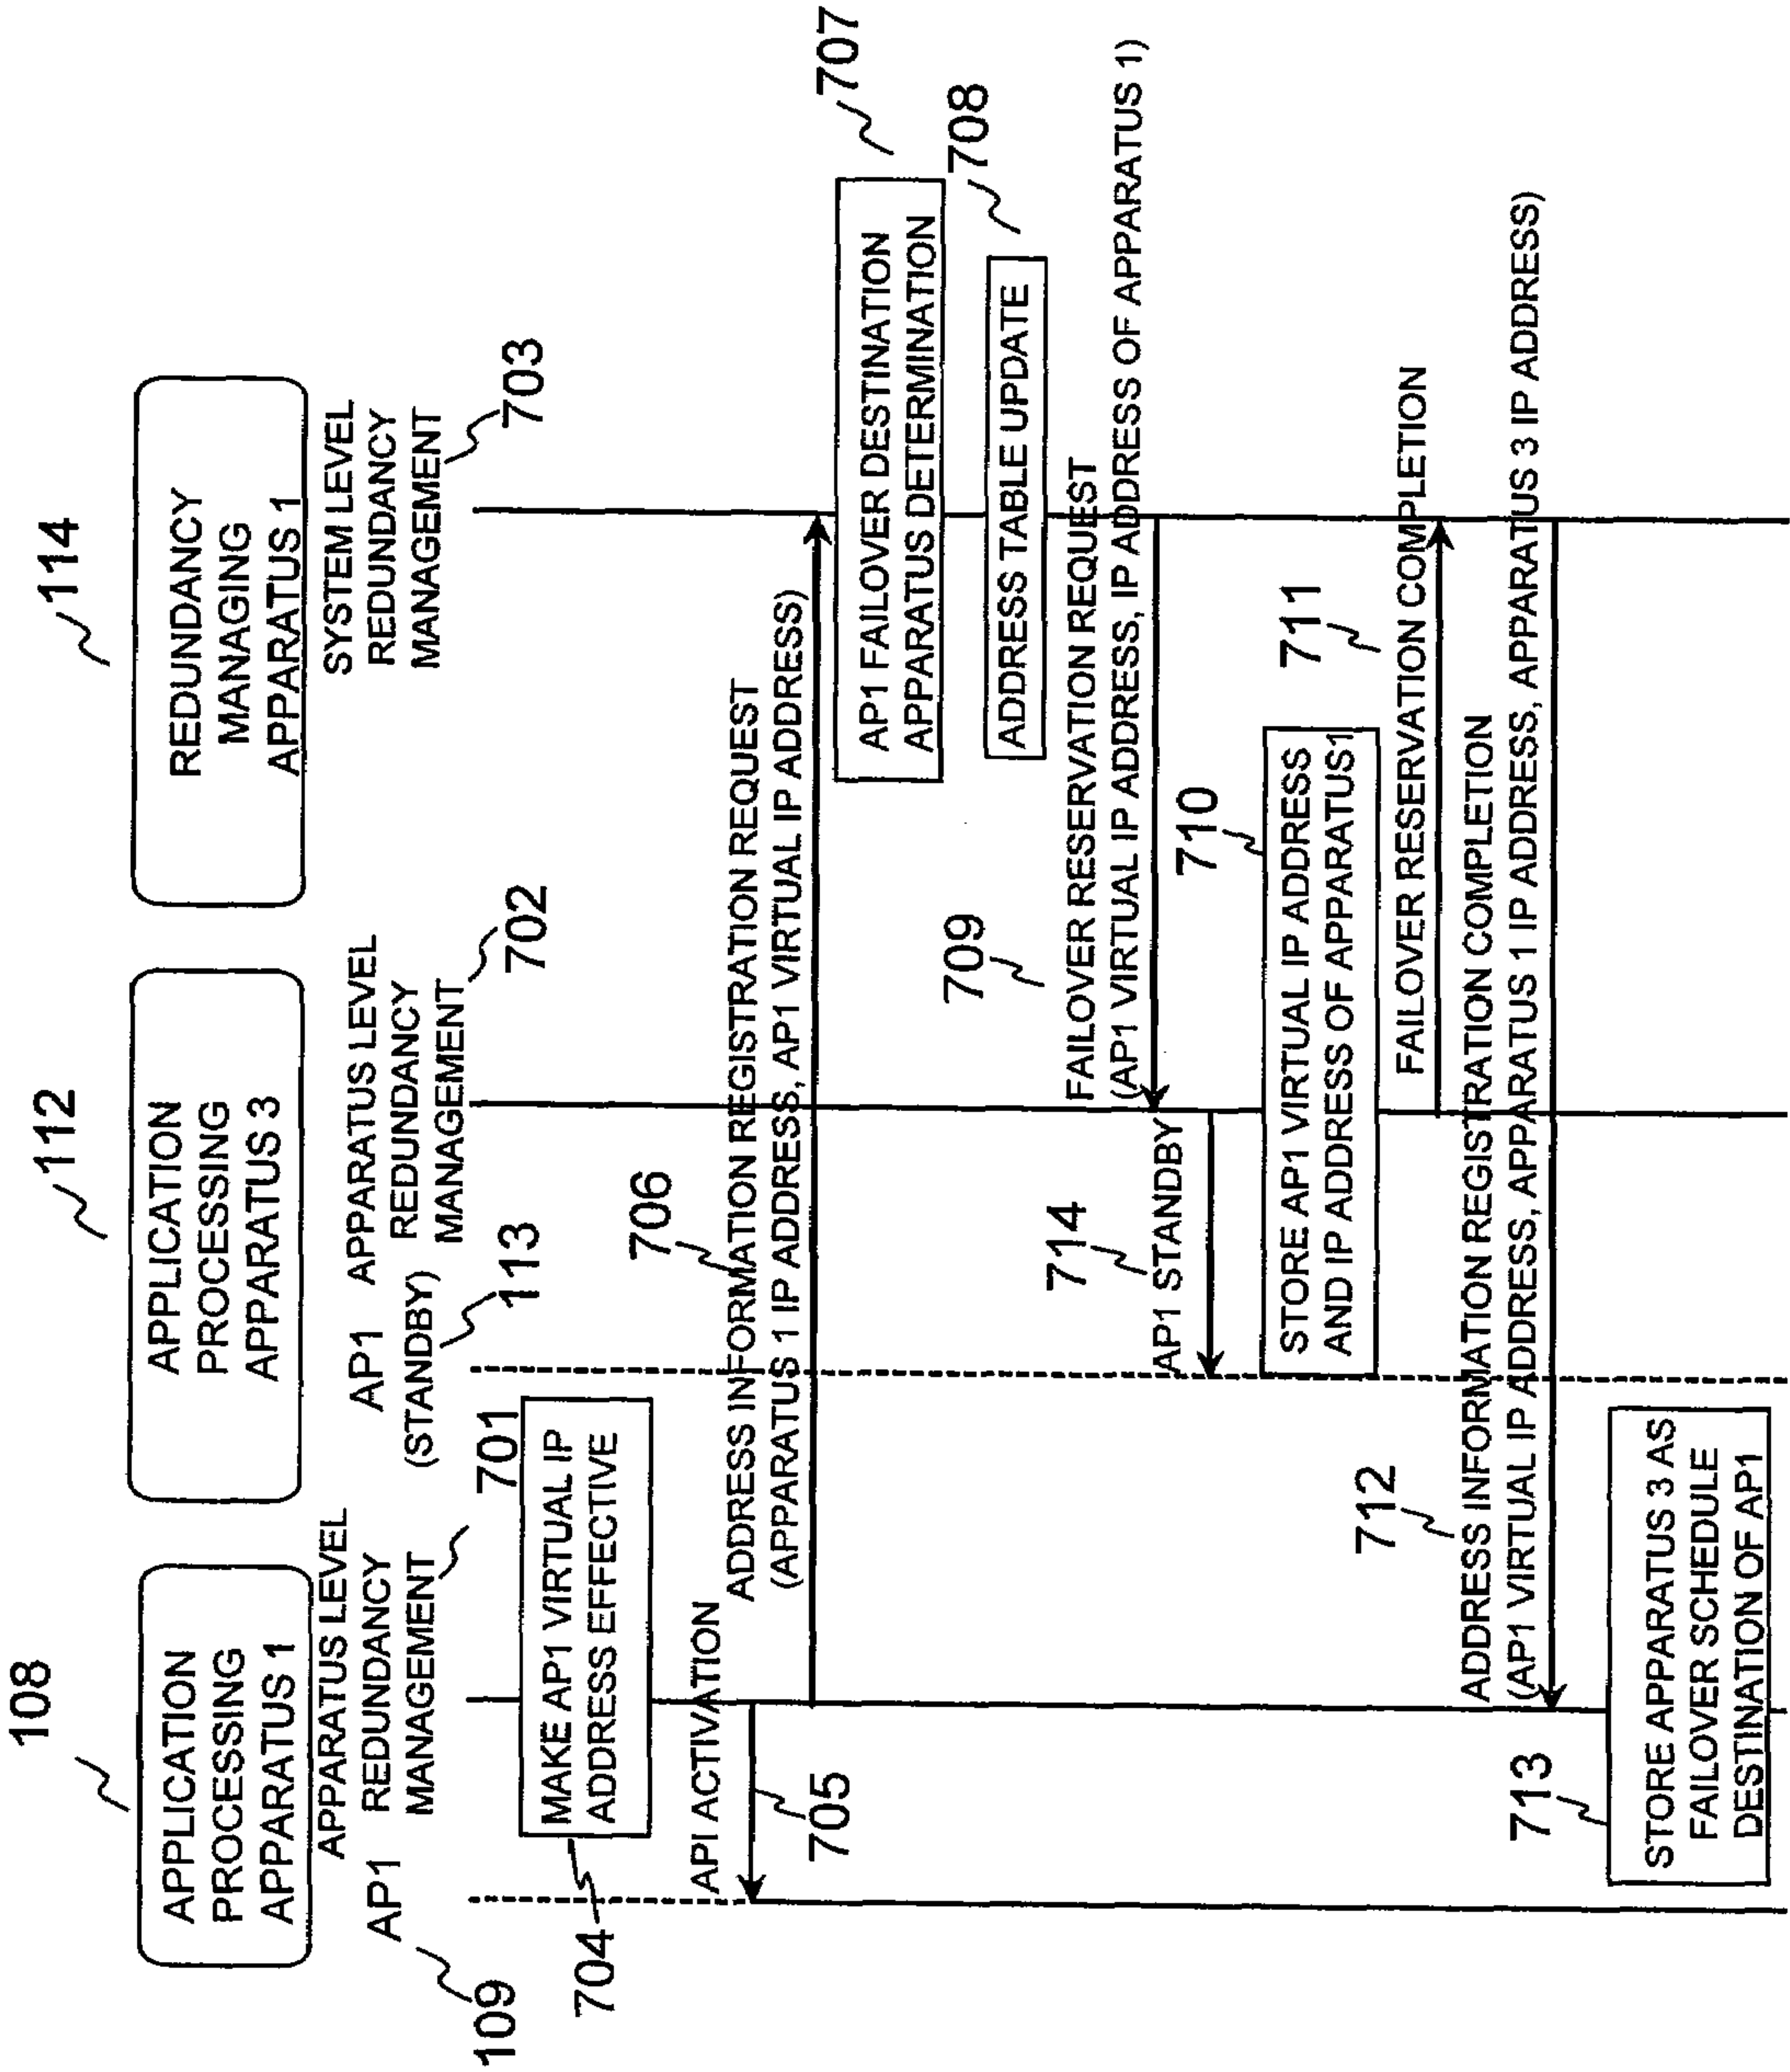 108
112
114
APPLICATION
PROCESSING
APPARATUS 1
APPLICATION
PROCESSING
APPARATUS 3
REDUNDANCY
MANAGING
APPARATUS 1
AP1
109
APPARATUS LEVEL
REDUNDANCY
MANAGEMENT
701
AP1
(STANDBY)
113
APPARATUS LEVEL
REDUNDANCY
MANAGEMENT
702
SYSTEM LEVEL
REDUNDANCY
MANAGEMENT
703
704
MAKE AP1 VIRTUAL IP
ADDRESS EFFECTIVE
API ACTIVATION
705
706
ADDRESS INFORMATION REGISTRATION REQUEST
(APPARATUS 1 IP ADDRESS, AP1 VIRTUAL IP ADDRESS)
707
AP1 FAILOVER DESTINATION
APPARATUS DETERMINATION
708
ADDRESS TABLE UPDATE
709
FAILOVER RESERVATION REQUEST
(AP1 VIRTUAL IP ADDRESS, IP ADDRESS OF APPARATUS 1)
714
AP1 STANDBY
710
STORE AP1 VIRTUAL IP ADDRESS
AND IP ADDRESS OF APPARATUS1
711
FAILOVER RESERVATION COMPLETION
712
ADDRESS INFORMATION REGISTRATION COMPLETION
(AP1 VIRTUAL IP ADDRESS, APPARATUS 1 IP ADDRESS, APPARATUS 3 IP ADDRESS)
713
STORE APPARATUS 3 AS
FAILOVER SCHEDULE
DESTINATION OF AP1